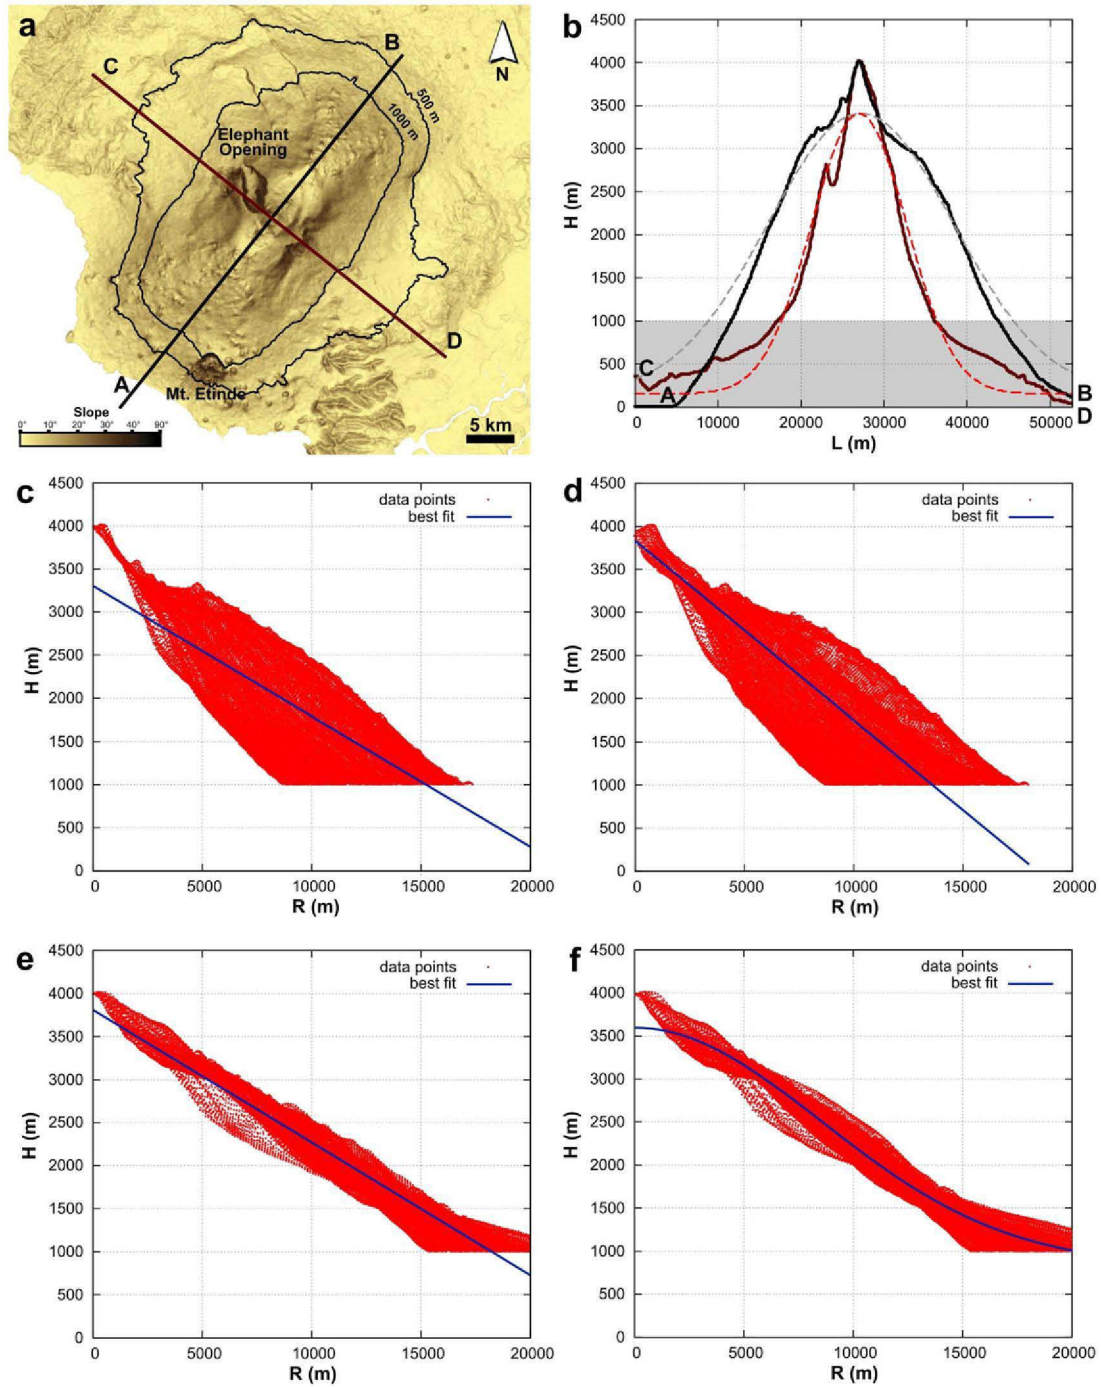 a
B
C
N
500 m
1000 m
Elephant
Opening
D
A
Mt. Etinde
Slope
0° 10° 20° 30° 40° 90°
5 km
b
4500
4000
3500
3000
2500
2000
1500
1000
500
0
H (m)
C
A
B
D
0 10000 20000 30000 40000 50000
L (m)
c
4500
4000
3500
3000
2500
2000
1500
1000
500
0
H (m)
data points
best fit
0 5000 10000 15000 20000
R (m)
d
4500
4000
3500
3000
2500
2000
1500
1000
500
0
H (m)
data points
best fit
0 5000 10000 15000 20000
R (m)
e
4500
4000
3500
3000
2500
2000
1500
1000
500
0
H (m)
data points
best fit
0 5000 10000 15000 20000
R (m)
f
4500
4000
3500
3000
2500
2000
1500
1000
500
0
H (m)
data points
best fit
0 5000 10000 15000 20000
R (m)